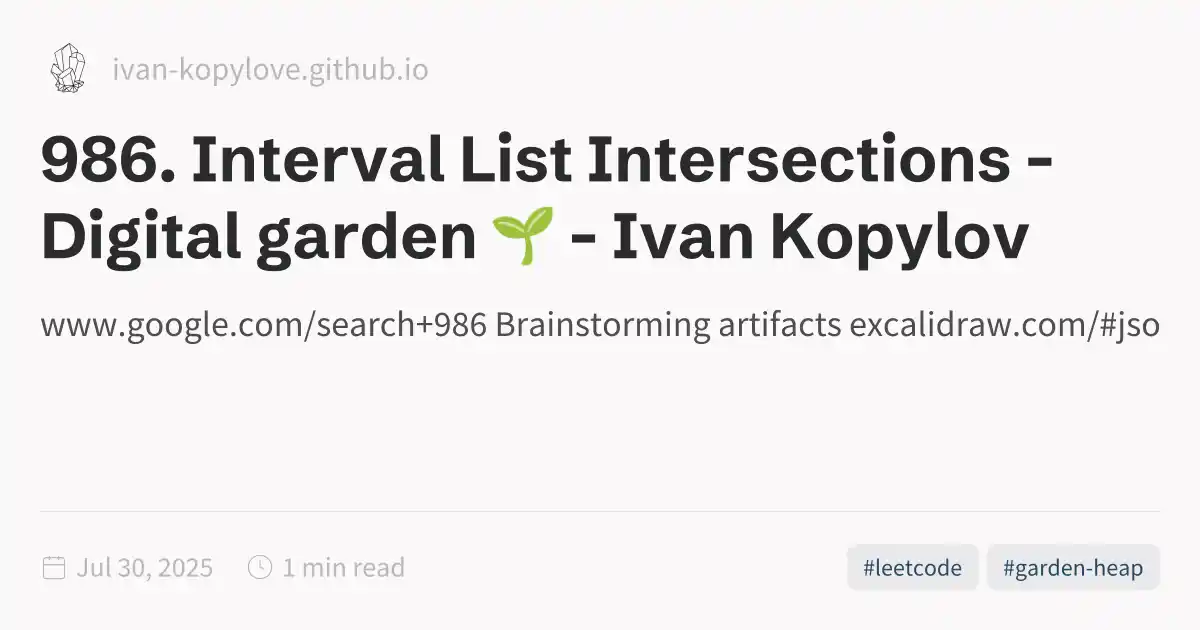 ivan-kopylove.github.io
986. Interval List Intersections -
Digital garden 🌱 - Ivan Kopylov
www.google.com/search+986 Brainstorming artifacts excalidraw.com/#jso
Jul 30, 2025 1 min read #leetcode #garden-heap